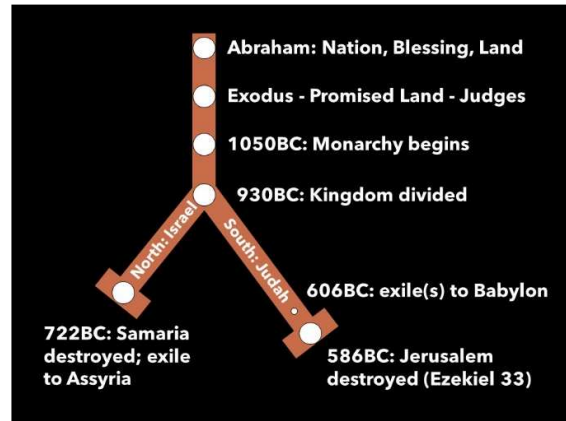 Abraham: Nation, Blessing, Land
Exodus - Promised Land - Judges
1050BC: Monarchy begins
930BC: Kingdom divided
North: Israel
South: Judah
606BC: exile(s) to Babylon
722BC: Samaria
destroyed; exile
to Assyria
586BC: Jerusalem
destroyed (Ezekiel 33)